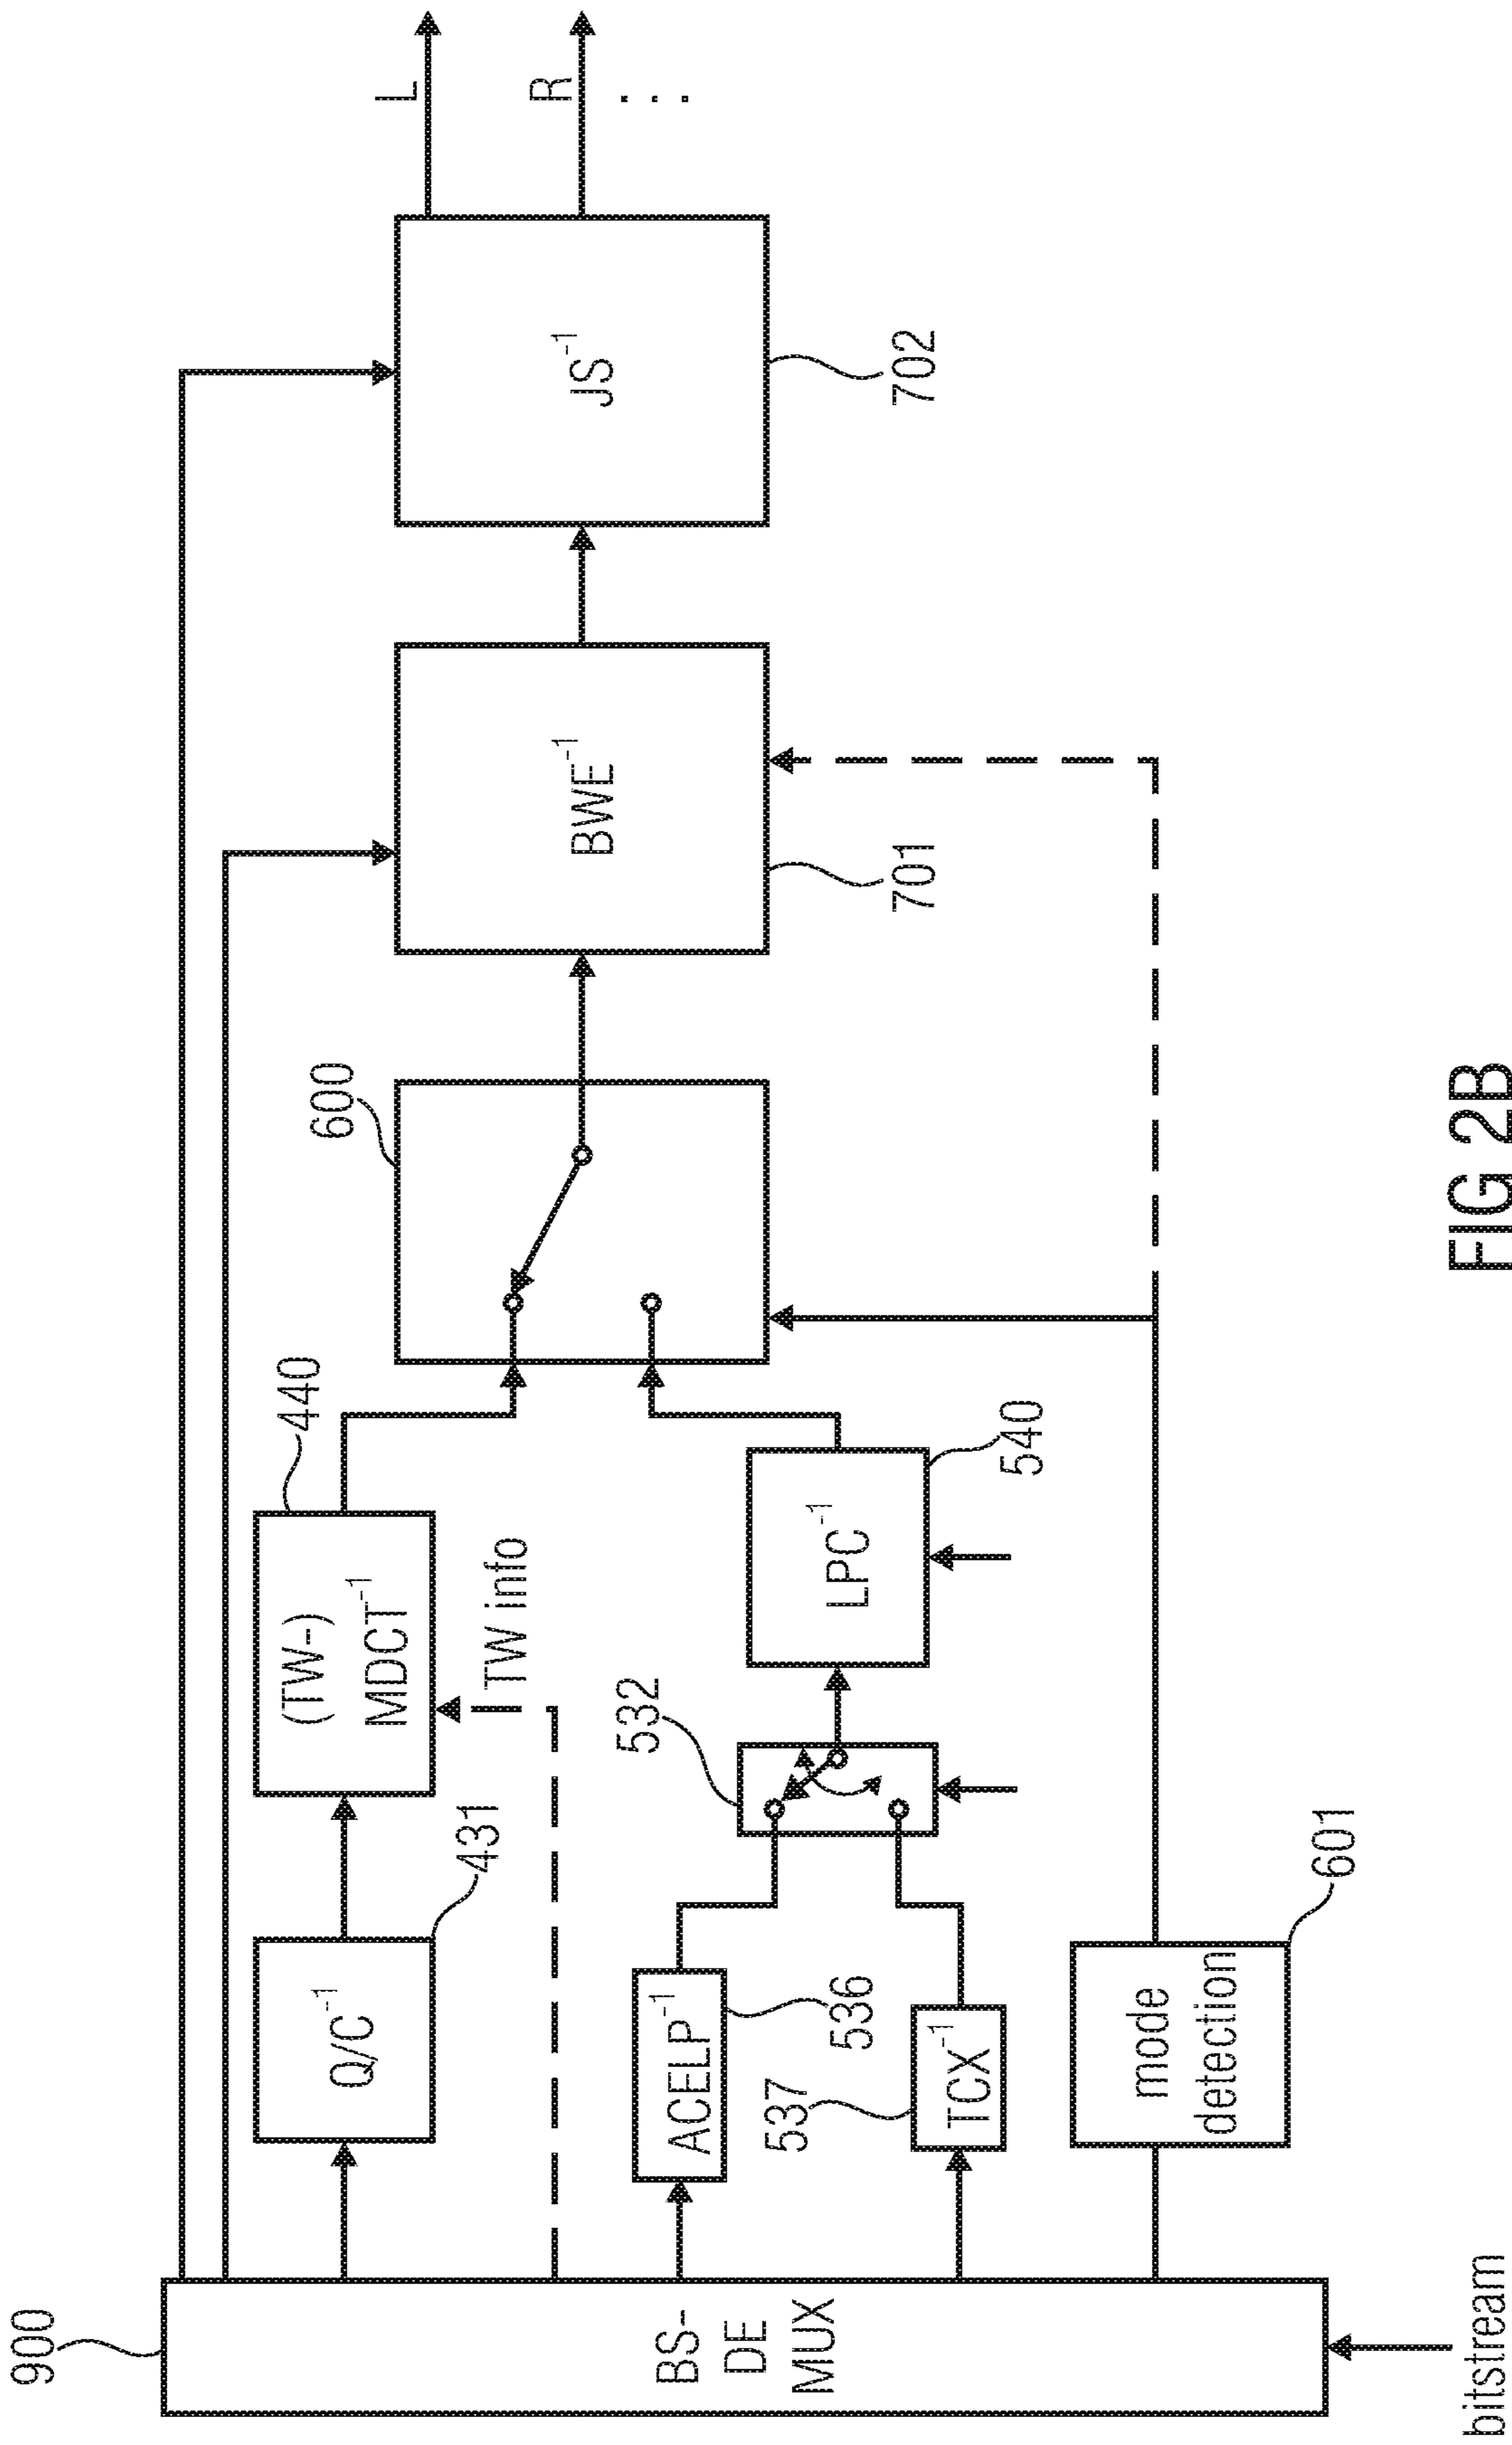 900
BS-
DE
MUX
bitstream
Q/C⁻¹
431
(TW-)
MDCT⁻¹
440
TW info
ACELP⁻¹
536
TCX⁻¹
537
532
LPC⁻¹
540
mode
detection
601
600
BWE⁻¹
701
JS⁻¹
702
L
R
...
FIG 2B